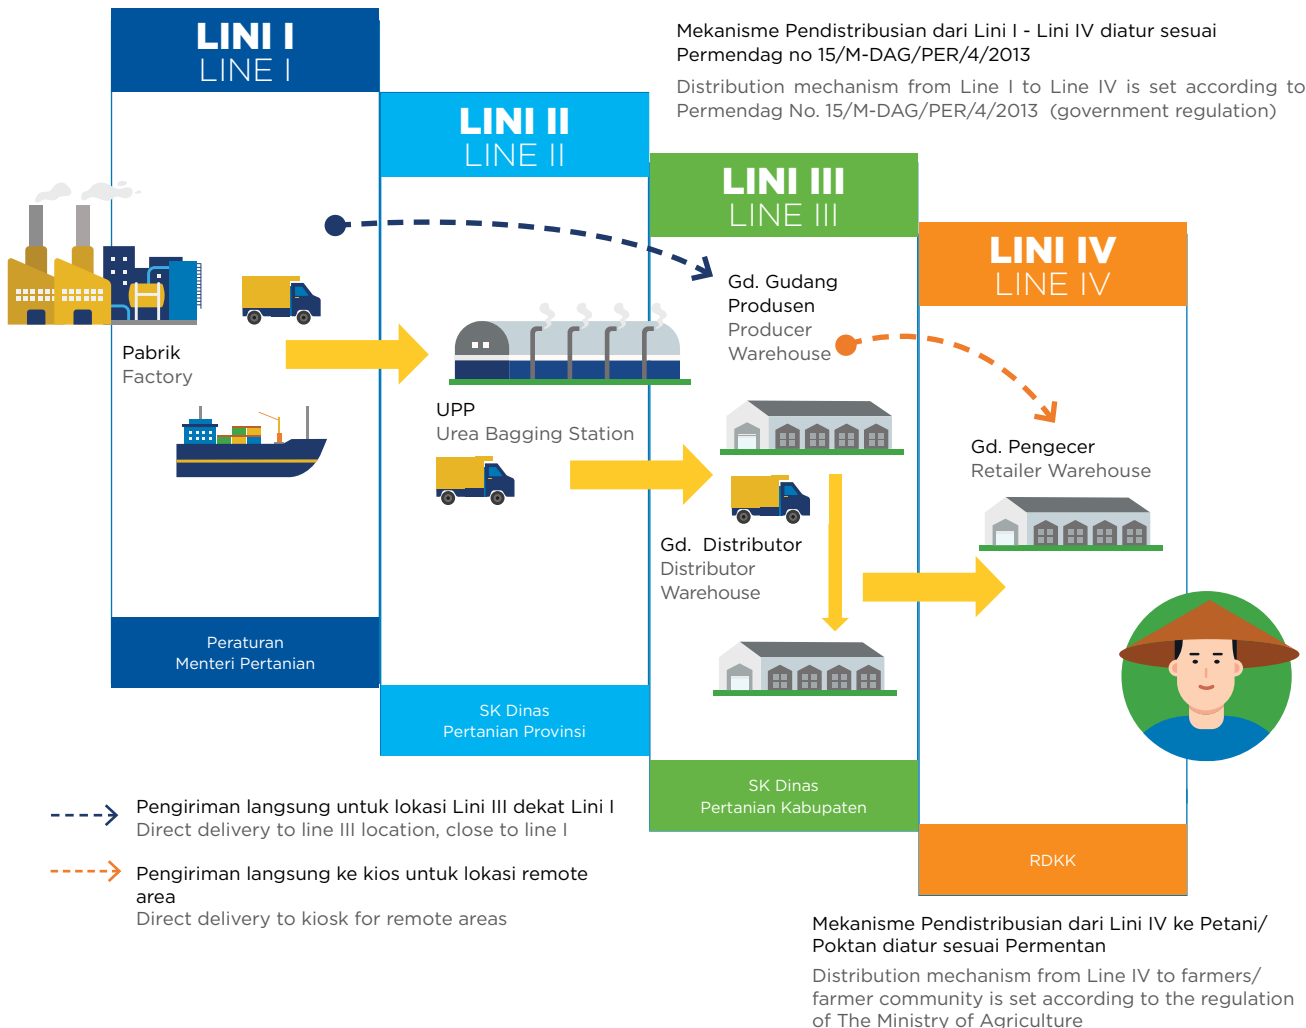 LINI I
LINE I
Mekanisme Pendistribusian dari Lini I - Lini IV diatur sesuai
Permendag no 15/M-DAG/PER/4/2013
Distribution mechanism from Line I to Line IV is set according to
Permendag No. 15/M-DAG/PER/4/2013 (government regulation)
LINI II
LINE II
LINI III
LINE III
LINI IV
LINE IV
Pabrik
Factory
UPP
Urea Bagging Station
Gd. Gudang
Produsen
Producer
Warehouse
Gd. Distributor
Distributor
Warehouse
Gd. Pengecer
Retailer Warehouse
Peraturan
Menteri Pertanian
SK Dinas
Pertanian Provinsi
SK Dinas
Pertanian Kabupaten
RDKK
Pengiriman langsung untuk lokasi Lini III dekat Lini I
Direct delivery to line III location, close to line I
Pengiriman langsung ke kios untuk lokasi remote
area
Direct delivery to kiosk for remote areas
Mekanisme Pendistribusian dari Lini IV ke Petani/
Poktan diatur sesuai Permentan
Distribution mechanism from Line IV to farmers/
farmer community is set according to the regulation
of The Ministry of Agriculture